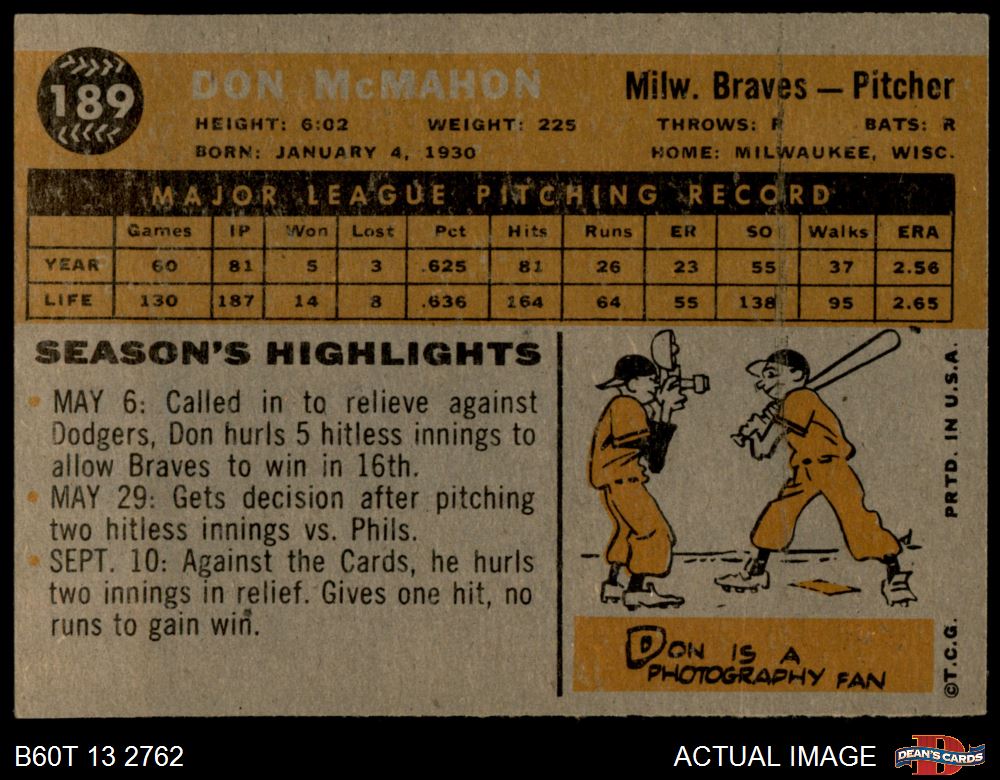 189
DON McMAHON
Milw. Braves — Pitcher
HEIGHT: 6:02 WEIGHT: 225 THROWS: R BATS: R
BORN: JANUARY 4, 1930 HOME: MILWAUKEE, WISC.
MAJOR LEAGUE PITCHING RECORD
Games IP Won Lost Pct Hits Runs ER SO Walks ERA
YEAR 60 81 5 3 .625 81 26 23 55 37 2.56
LIFE 130 187 14 8 .636 164 64 55 138 95 2.65
SEASON'S HIGHLIGHTS
• MAY 6: Called in to relieve against
Dodgers, Don hurls 5 hitless innings to
allow Braves to win in 16th.
• MAY 29: Gets decision after pitching
two hitless innings vs. Phils.
• SEPT. 10: Against the Cards, he hurls
two innings in relief. Gives one hit, no
runs to gain win.
DON IS A
PHOTOGRAPHY FAN
©T.C.G. PRTD. IN U.S.A.
B60T 13 2762
ACTUAL IMAGE
D
DEAN'S CARDS